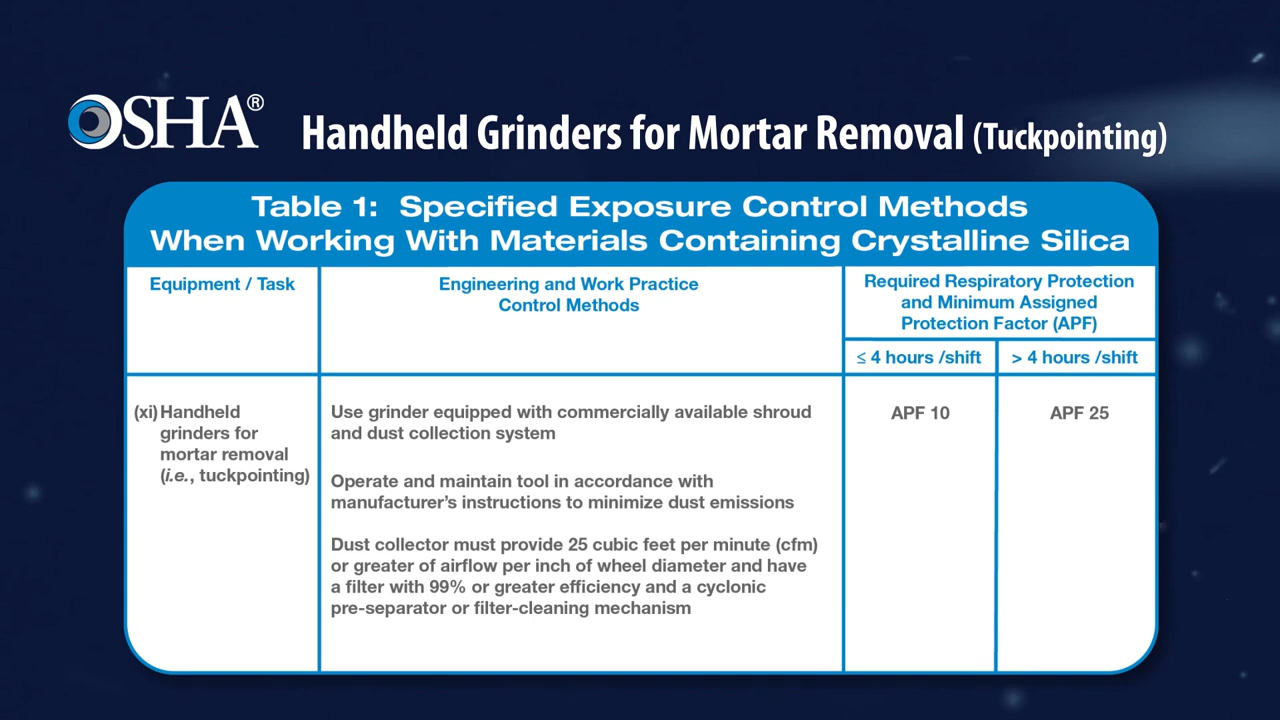 OSHA®
Handheld Grinders for Mortar Removal (Tuckpointing)
Table 1: Specified Exposure Control Methods
When Working With Materials Containing Crystalline Silica
Equipment / Task
Engineering and Work Practice
Control Methods
Required Respiratory Protection
and Minimum Assigned
Protection Factor (APF)
≤ 4 hours /shift
> 4 hours /shift
(xi) Handheld
grinders for
mortar removal
(i.e., tuckpointing)
Use grinder equipped with commercially available shroud
and dust collection system
Operate and maintain tool in accordance with
manufacturer’s instructions to minimize dust emissions
Dust collector must provide 25 cubic feet per minute (cfm)
or greater of airflow per inch of wheel diameter and have
a filter with 99% or greater efficiency and a cyclonic
pre-separator or filter-cleaning mechanism
APF 10
APF 25